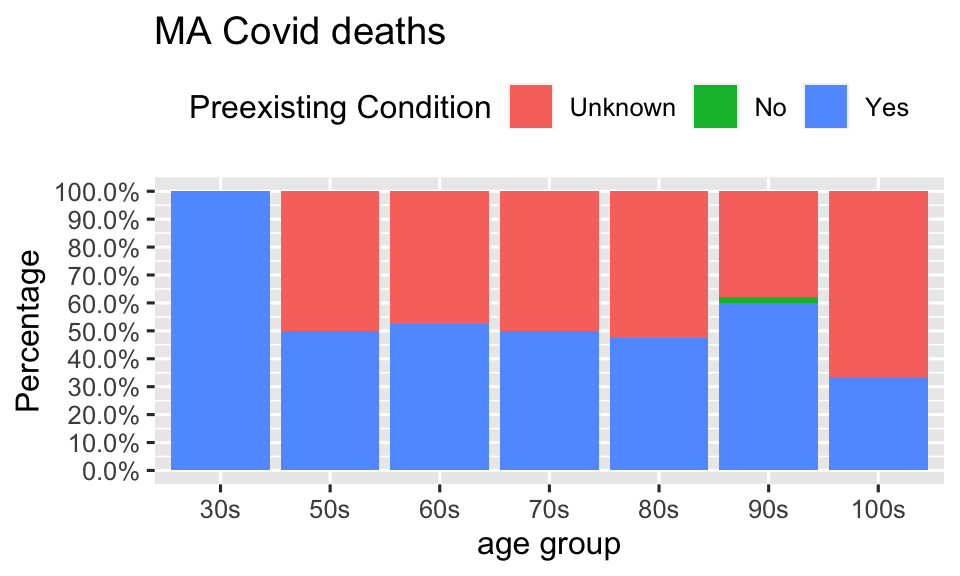 MA Covid deaths
Preexisting Condition Unknown No Yes
Percentage
100.0%
90.0%
80.0%
70.0%
60.0%
50.0%
40.0%
30.0%
20.0%
10.0%
0.0%
30s 50s 60s 70s 80s 90s 100s
age group